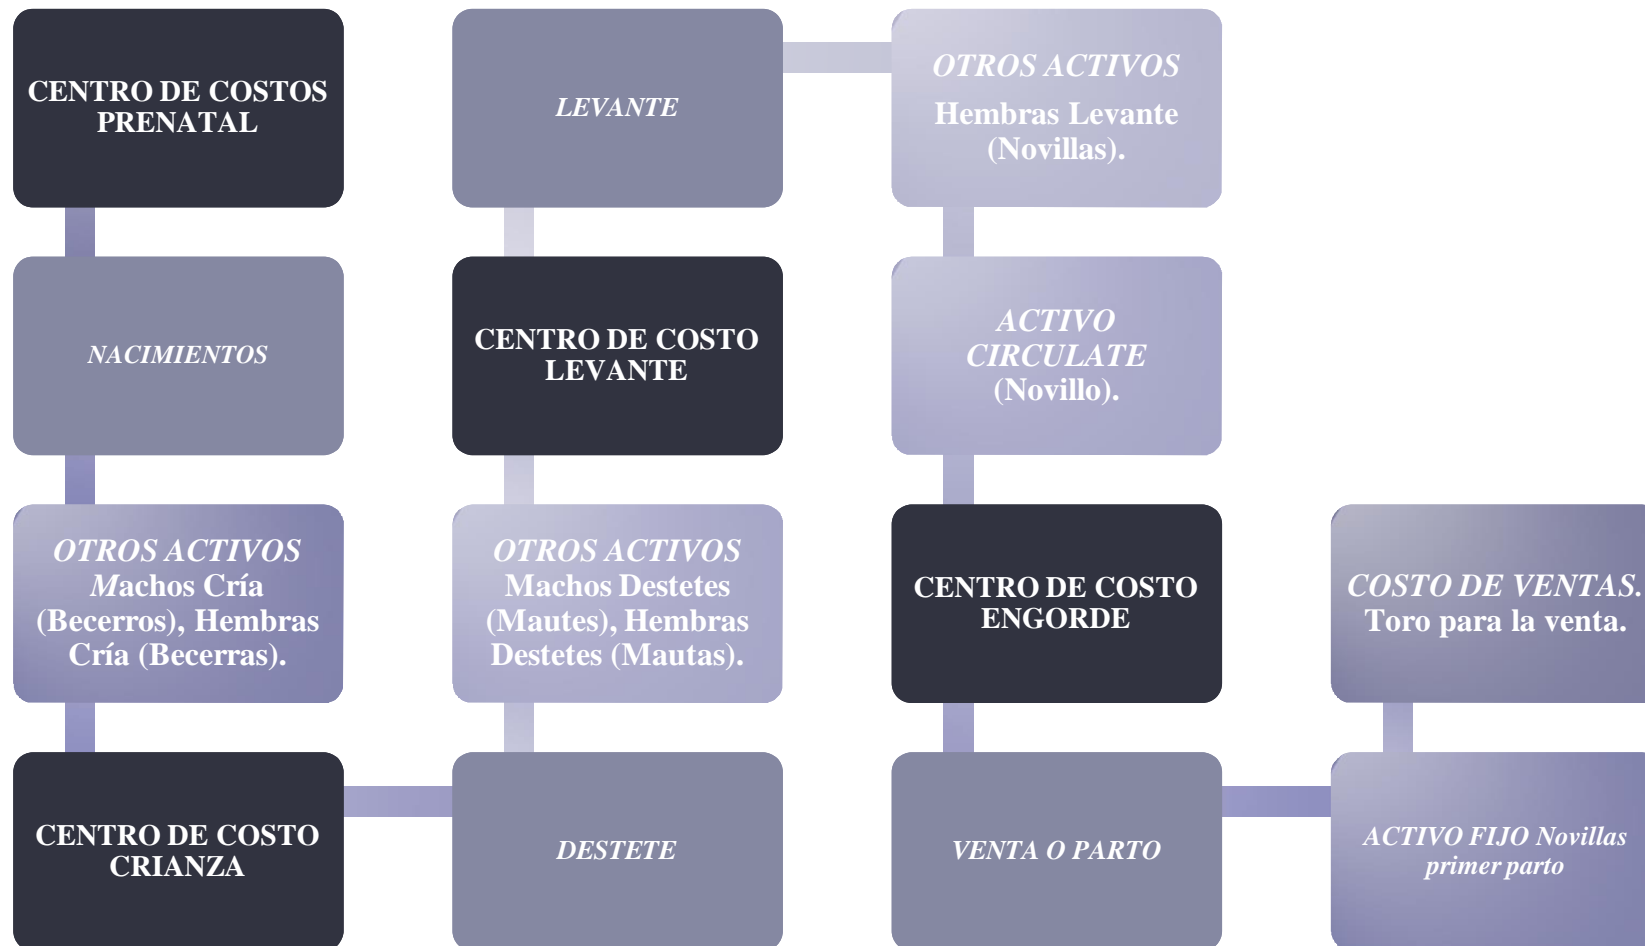 CENTRO DE COSTOS
PRENATAL
NACIMIENTOS
OTROS ACTIVOS
Machos Cría
(Becerros), Hembras
Cría (Becerras).
CENTRO DE COSTO
CRIANZA
DESTETE
OTROS ACTIVOS
Machos Destetes
(Mautes), Hembras
Destetes (Mautas).
CENTRO DE COSTO
LEVANTE
LEVANTE
OTROS ACTIVOS
Hembras Levante
(Novillas).
ACTIVO
CIRCULATE
(Novillo).
CENTRO DE COSTO
ENGORDE
VENTA O PARTO
ACTIVO FIJO Novillas
primer parto
COSTO DE VENTAS.
Toro para la venta.